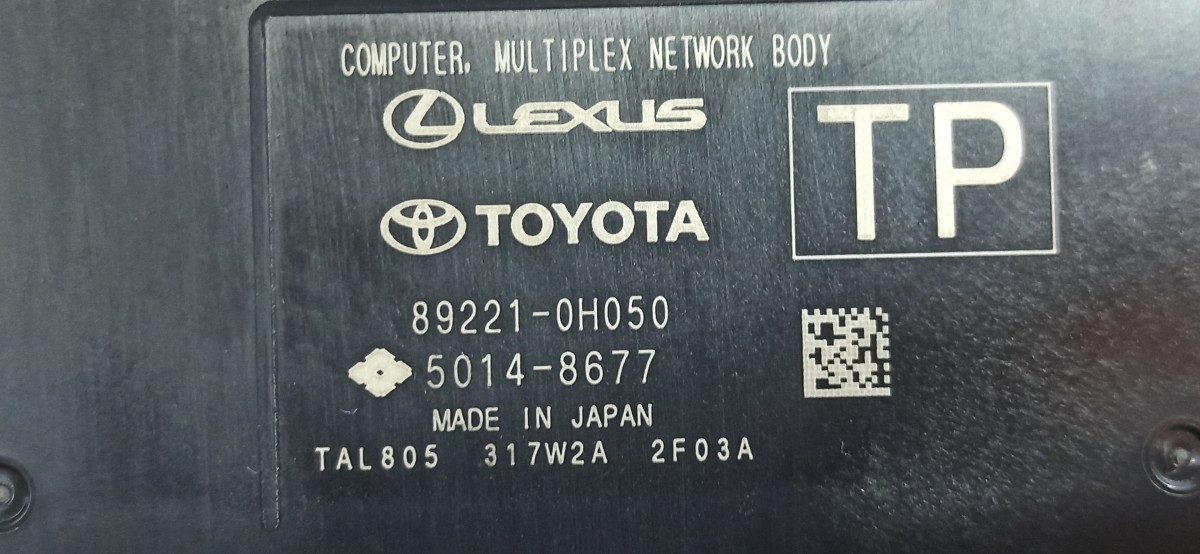 COMPUTER, MULTIPLEX NETWORK BODY
LEXUS
TP
TOYOTA
89221-0H050
5014-8677
MADE IN JAPAN
TAL805 317W2A 2F03A